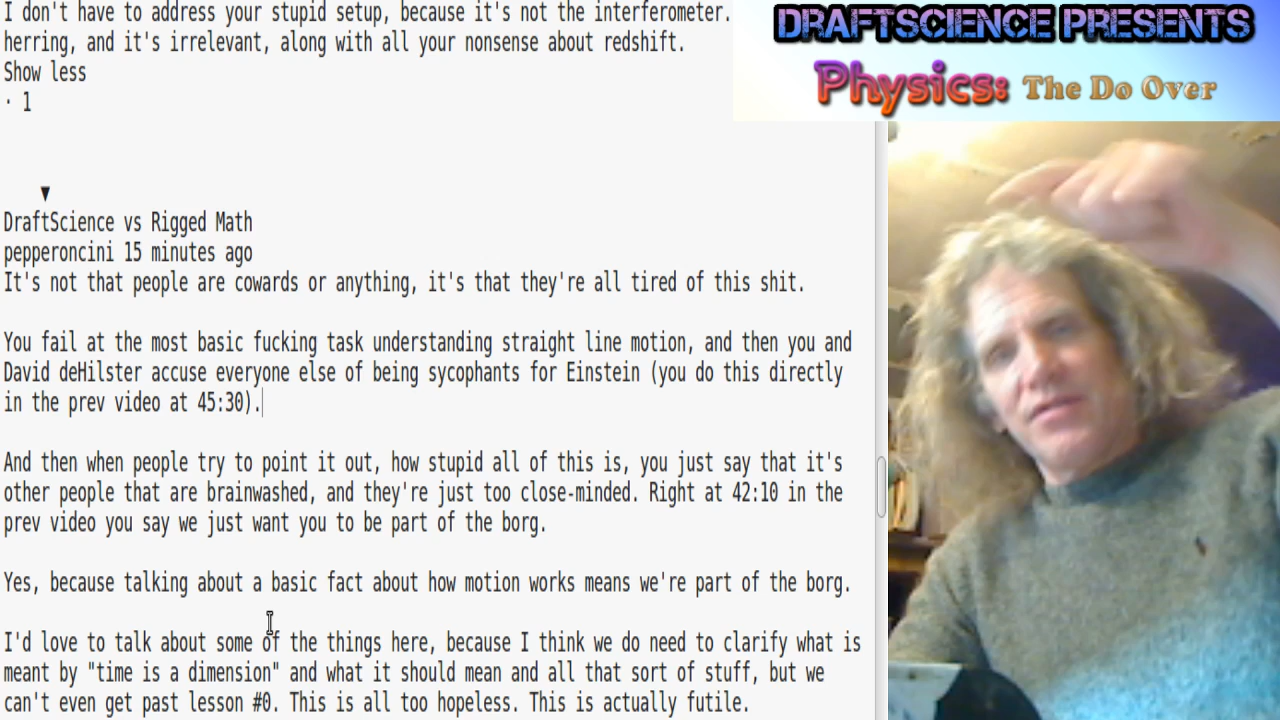 I don't have to address your stupid setup, because it's not the interferometer.
herring, and it's irrelevant, along with all your nonsense about redshift.
Show less
· 1
DRAFTSCIENCE PRESENTS
Physics: The Do Over
▼
DraftScience vs Rigged Math
pepperoncini 15 minutes ago
It's not that people are cowards or anything, it's that they're all tired of this shit.
You fail at the most basic fucking task understanding straight line motion, and then you and
David deHilster accuse everyone else of being sycophants for Einstein (you do this directly
in the prev video at 45:30).
And then when people try to point it out, how stupid all of this is, you just say that it's
other people that are brainwashed, and they're just too close-minded. Right at 42:10 in the
prev video you say we just want you to be part of the borg.
Yes, because talking about a basic fact about how motion works means we're part of the borg.
I'd love to talk about some of the things here, because I think we do need to clarify what is
meant by "time is a dimension" and what it should mean and all that sort of stuff, but we
can't even get past lesson #0. This is all too hopeless. This is actually futile.